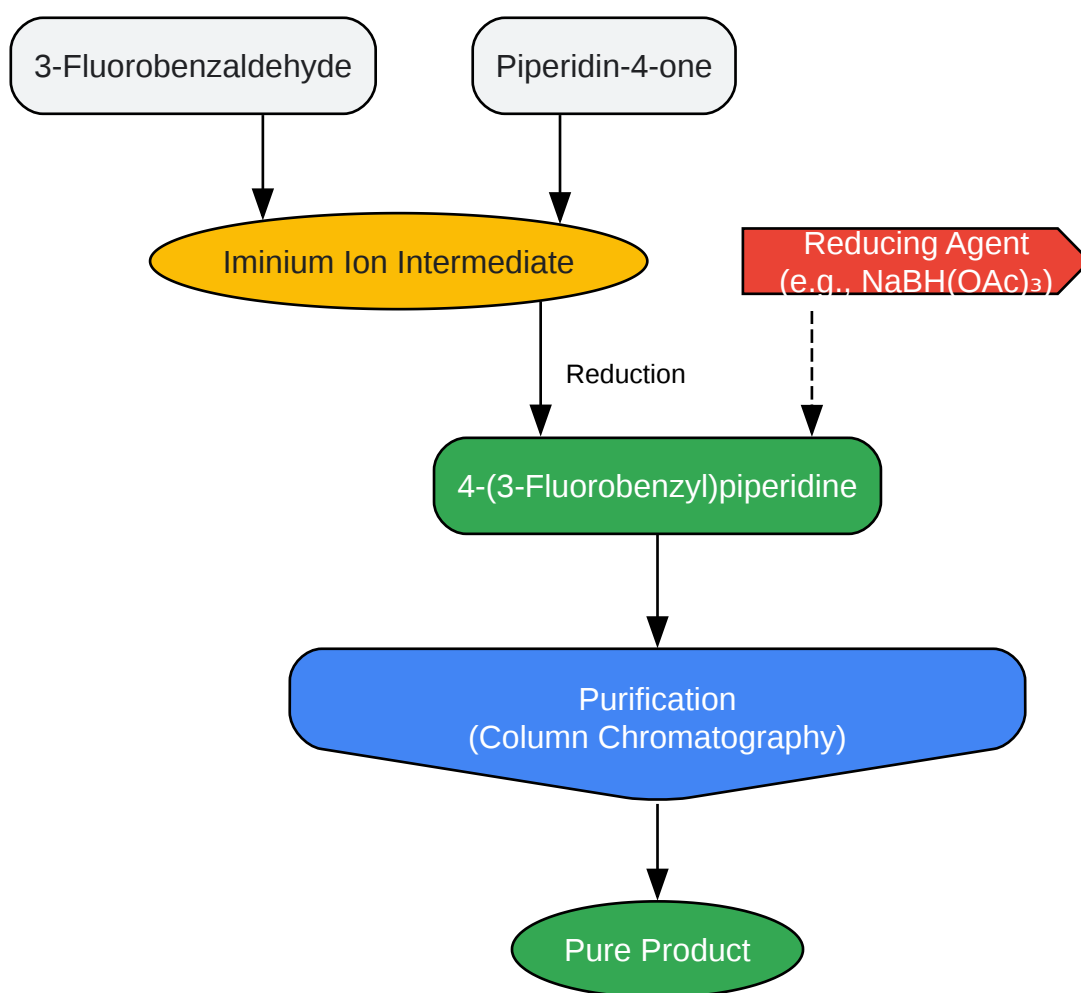 3-Fluorobenzaldehyde
Piperidin-4-one
Iminium Ion Intermediate
Reducing Agent
(e.g., NaBH(OAc)₃)
Reduction
4-(3-Fluorobenzyl)piperidine
Purification
(Column Chromatography)
Pure Product